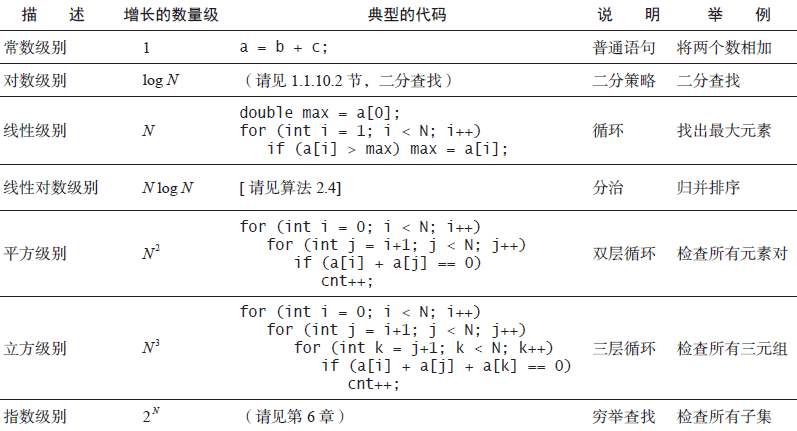 描 述 增长的数量级 典型的代码 说 明 举 例
常数级别 1 a = b + c; 普通语句 将两个数相加
对数级别 log N （请见 1.1.10.2 节，二分查找） 二分策略 二分查找
线性级别 N double max = a[0];
for (int i = 1; i < N; i++)
if (a[i] > max) max = a[i]; 循环 找出最大元素
线性对数级别 N log N [ 请见算法 2.4] 分治 归并排序
平方级别 N² for (int i = 0; i < N; i++)
for (int j = i+1; j < N; j++)
if (a[i] + a[j] == 0)
cnt++; 双层循环 检查所有元素对
立方级别 N³ for (int i = 0; i < N; i++)
for (int j = i+1; j < N; j++)
for (int k = j+1; k < N; k++)
if (a[i] + a[j] + a[k] == 0)
cnt++; 三层循环 检查所有三元组
指数级别 2ᴺ （请见第 6 章） 穷举查找 检查所有子集